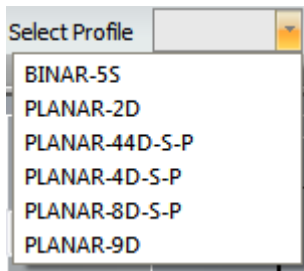 Select Profile
BINAR-5S
PLANAR-2D
PLANAR-44D-S-P
PLANAR-4D-S-P
PLANAR-8D-S-P
PLANAR-9D